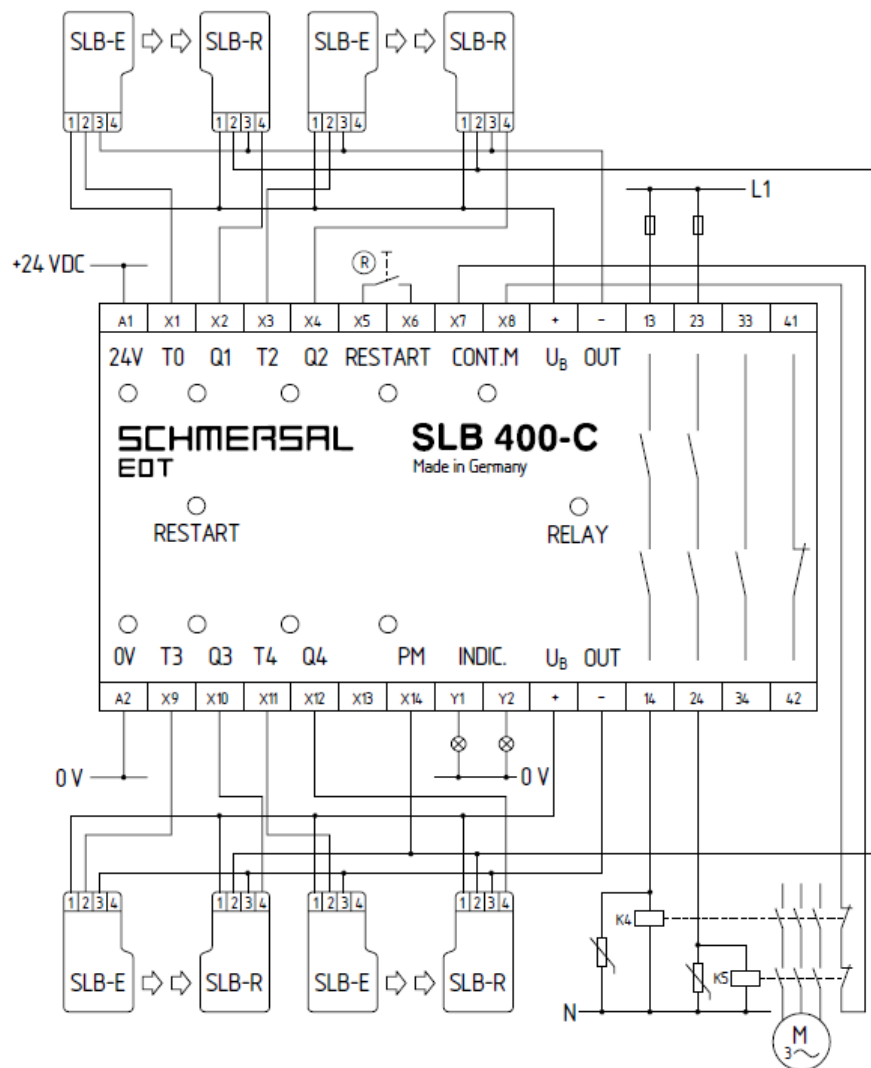 SLB-E SLB-R SLB-E SLB-R
1 2 3 4 1 2 3 4 1 2 3 4 1 2 3 4
L1
R
+24 VDC
A1 X1 X2 X3 X4 X5 X6 X7 X8 + - 13 23 33 41
24V T0 Q1 T2 Q2 RESTART CONT.M UB OUT
SCHMERSAL SLB 400-C
EOT Made in Germany
RESTART RELAY
0V T3 Q3 T4 Q4 PM INDIC. UB OUT
A2 X9 X10 X11 X12 X13 X14 Y1 Y2 + - 14 24 34 42
0 V 0 V
1 2 3 4 1 2 3 4 1 2 3 4 1 2 3 4
K4
SLB-E SLB-R SLB-E SLB-R K5
N
M
3~